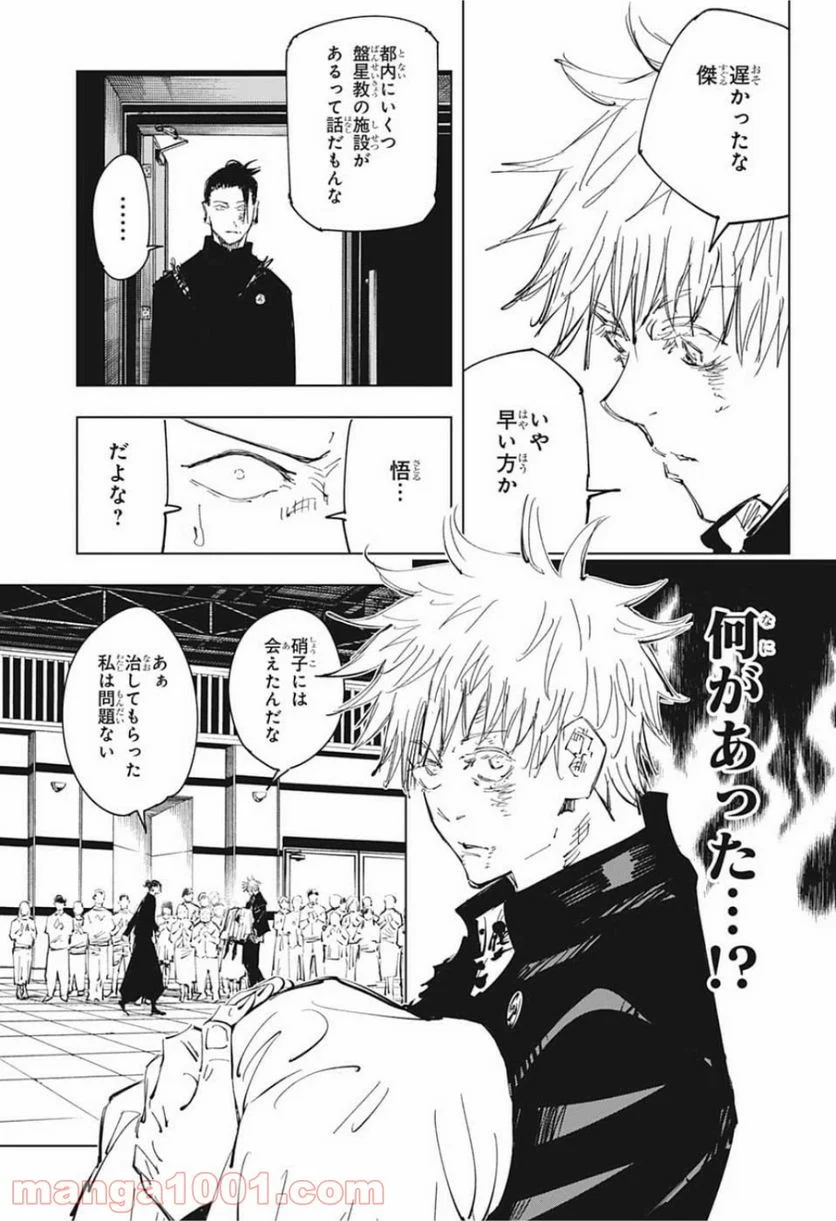 遅かったな
傑
いや
早い方か
都内にいくつ
盤星教の施設が
あるって話だもんな
……
悟…
だよな？
何があった…!?
硝子には
会えたんだな
あぁ
治してもらった
私は問題ない
manga1001.com